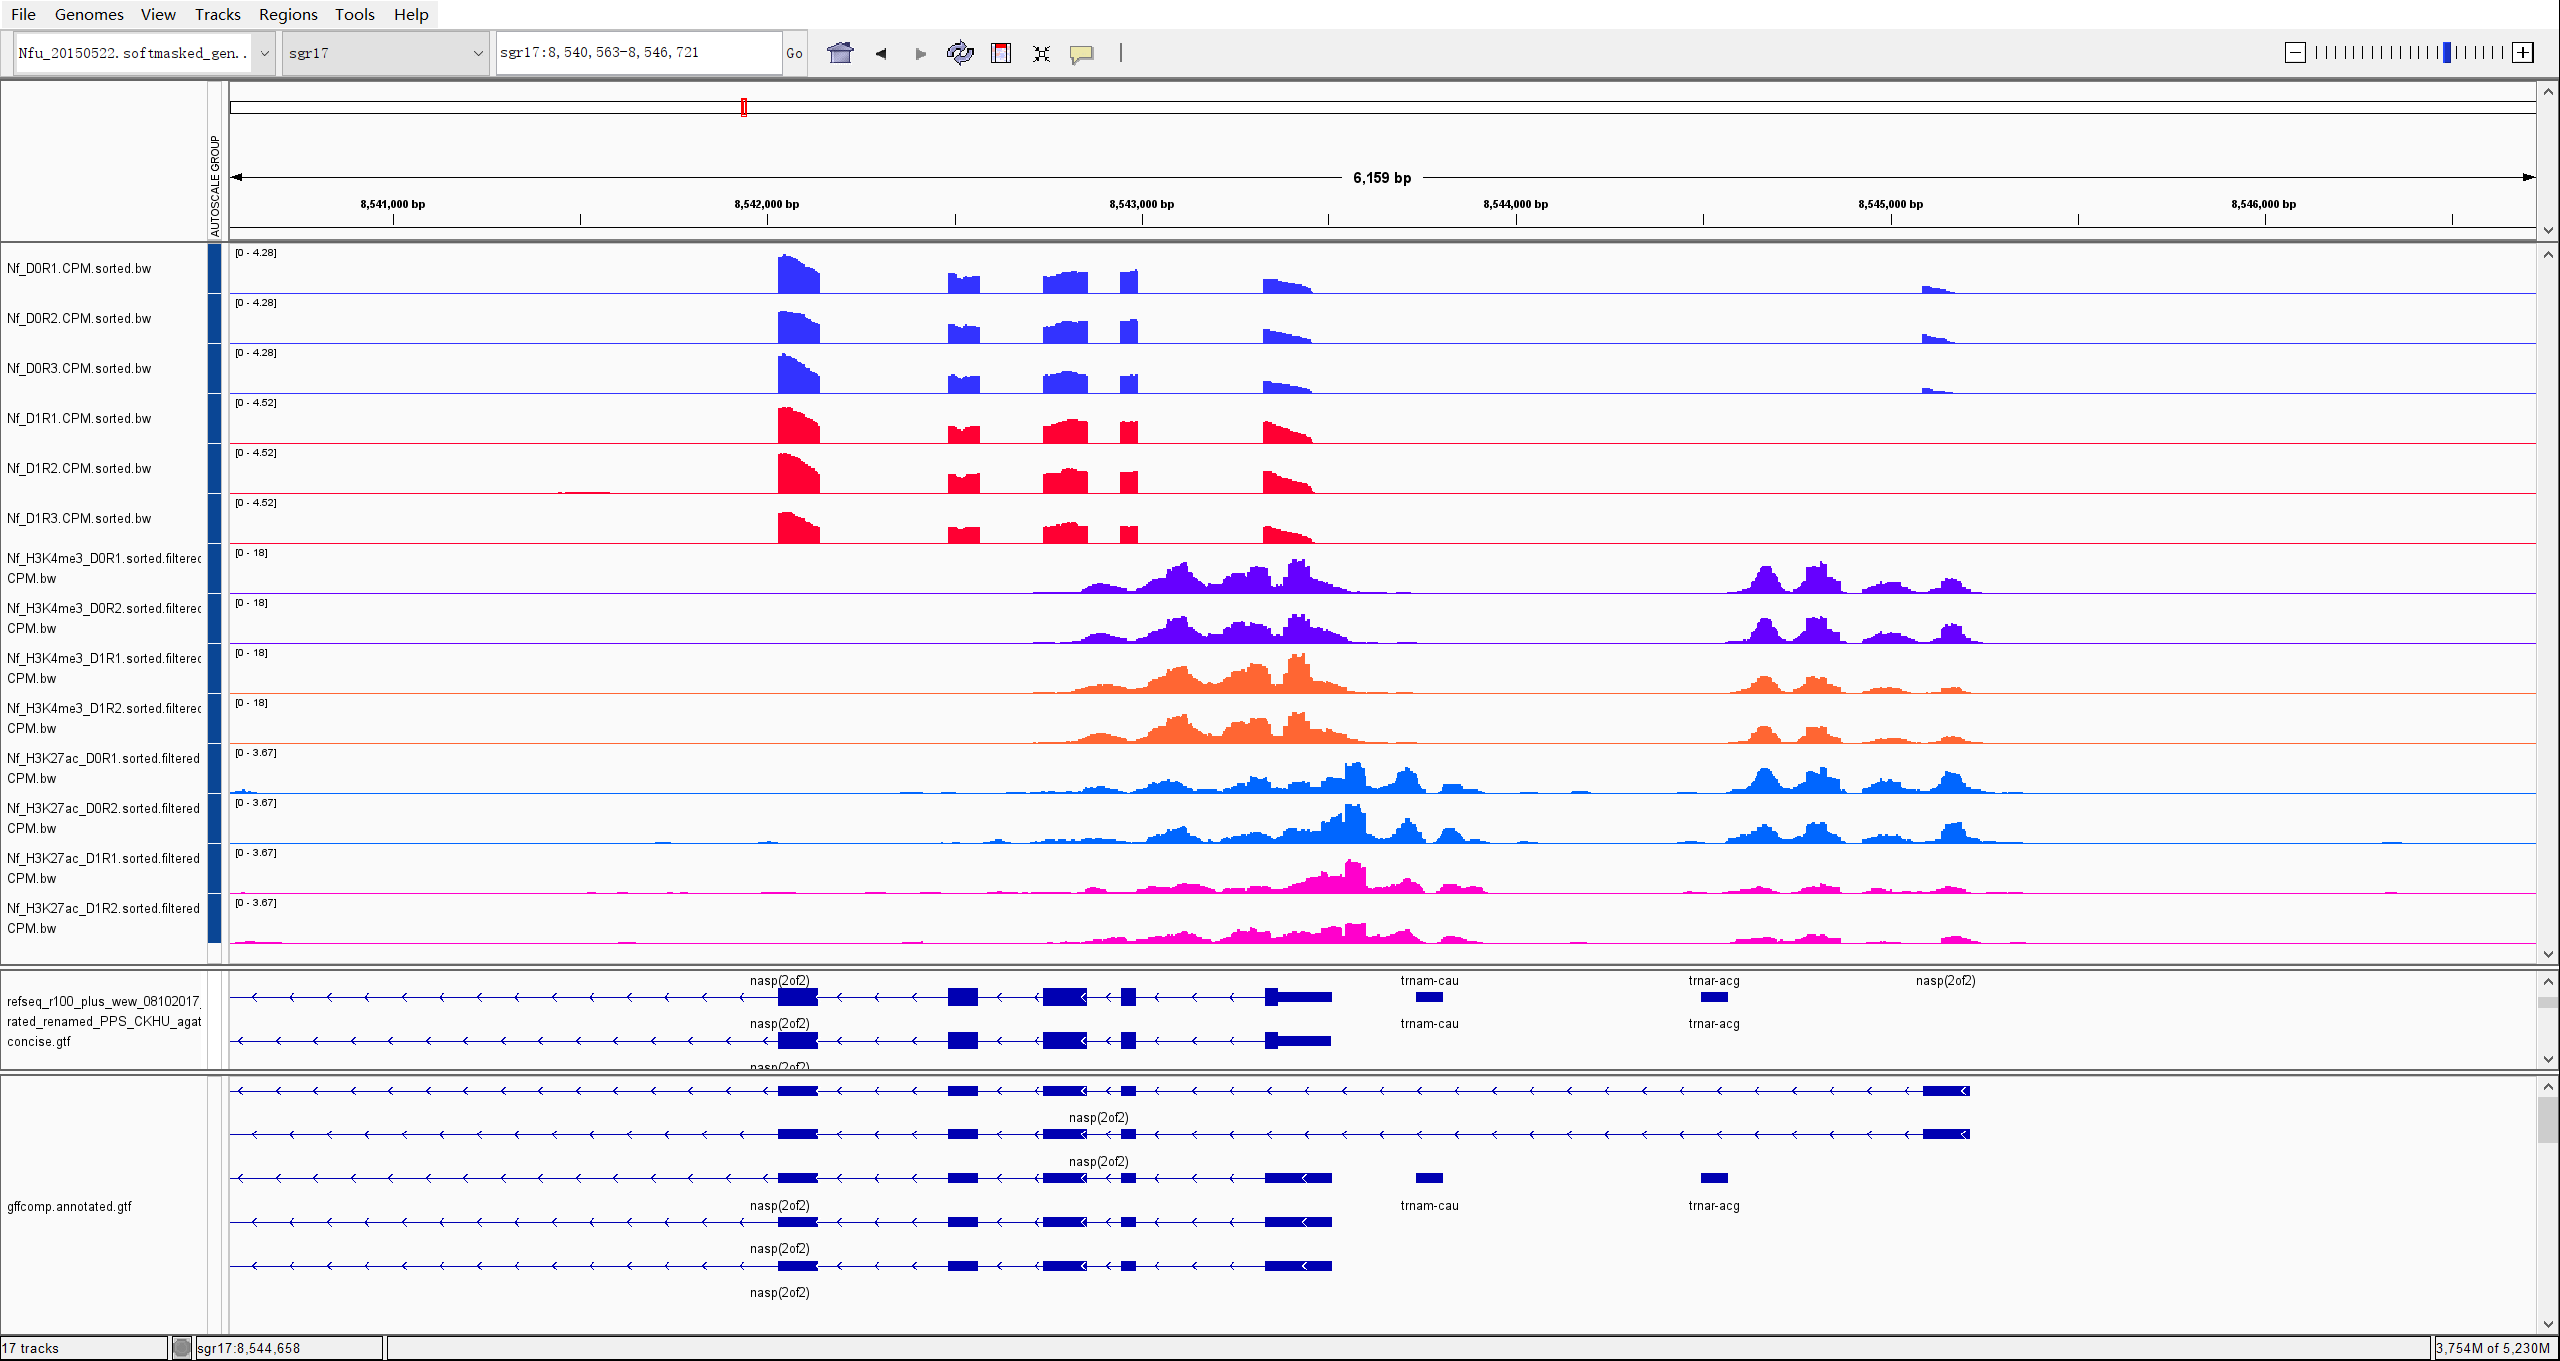 File Genomes View Tracks Regions Tools Help
Nfu_20150522.softmasked_gen.. sgr17 sgr17:8,540,563-8,546,721 Go
AUTOSCALE GROUP
6,159 bp
8,541,000 bp 8,542,000 bp 8,543,000 bp 8,544,000 bp 8,545,000 bp 8,546,000 bp
[0 - 4.28]
Nf_D0R1.CPM.sorted.bw
[0 - 4.28]
Nf_D0R2.CPM.sorted.bw
[0 - 4.28]
Nf_D0R3.CPM.sorted.bw
[0 - 4.52]
Nf_D1R1.CPM.sorted.bw
[0 - 4.52]
Nf_D1R2.CPM.sorted.bw
[0 - 4.52]
Nf_D1R3.CPM.sorted.bw
[0 - 18]
Nf_H3K4me3_D0R1.sorted.filtered
CPM.bw
[0 - 18]
Nf_H3K4me3_D0R2.sorted.filtered
CPM.bw
[0 - 18]
Nf_H3K4me3_D1R1.sorted.filtered
CPM.bw
[0 - 18]
Nf_H3K4me3_D1R2.sorted.filtered
CPM.bw
[0 - 3.67]
Nf_H3K27ac_D0R1.sorted.filtered
CPM.bw
[0 - 3.67]
Nf_H3K27ac_D0R2.sorted.filtered
CPM.bw
[0 - 3.67]
Nf_H3K27ac_D1R1.sorted.filtered
CPM.bw
[0 - 3.67]
Nf_H3K27ac_D1R2.sorted.filtered
CPM.bw
nasp(2of2) trnam-cau trnar-acg nasp(2of2)
refseq_r100_plus_wew_08102017_
rated_renamed_PPS_CKHU_agat
concise.gtf
nasp(2of2) trnam-cau trnar-acg
nasp(2of2)
nasp(2of2)
nasp(2of2)
gffcomp.annotated.gtf
nasp(2of2) trnam-cau trnar-acg
nasp(2of2)
nasp(2of2)
17 tracks sgr17:8,544,658 3,754M of 5,230M